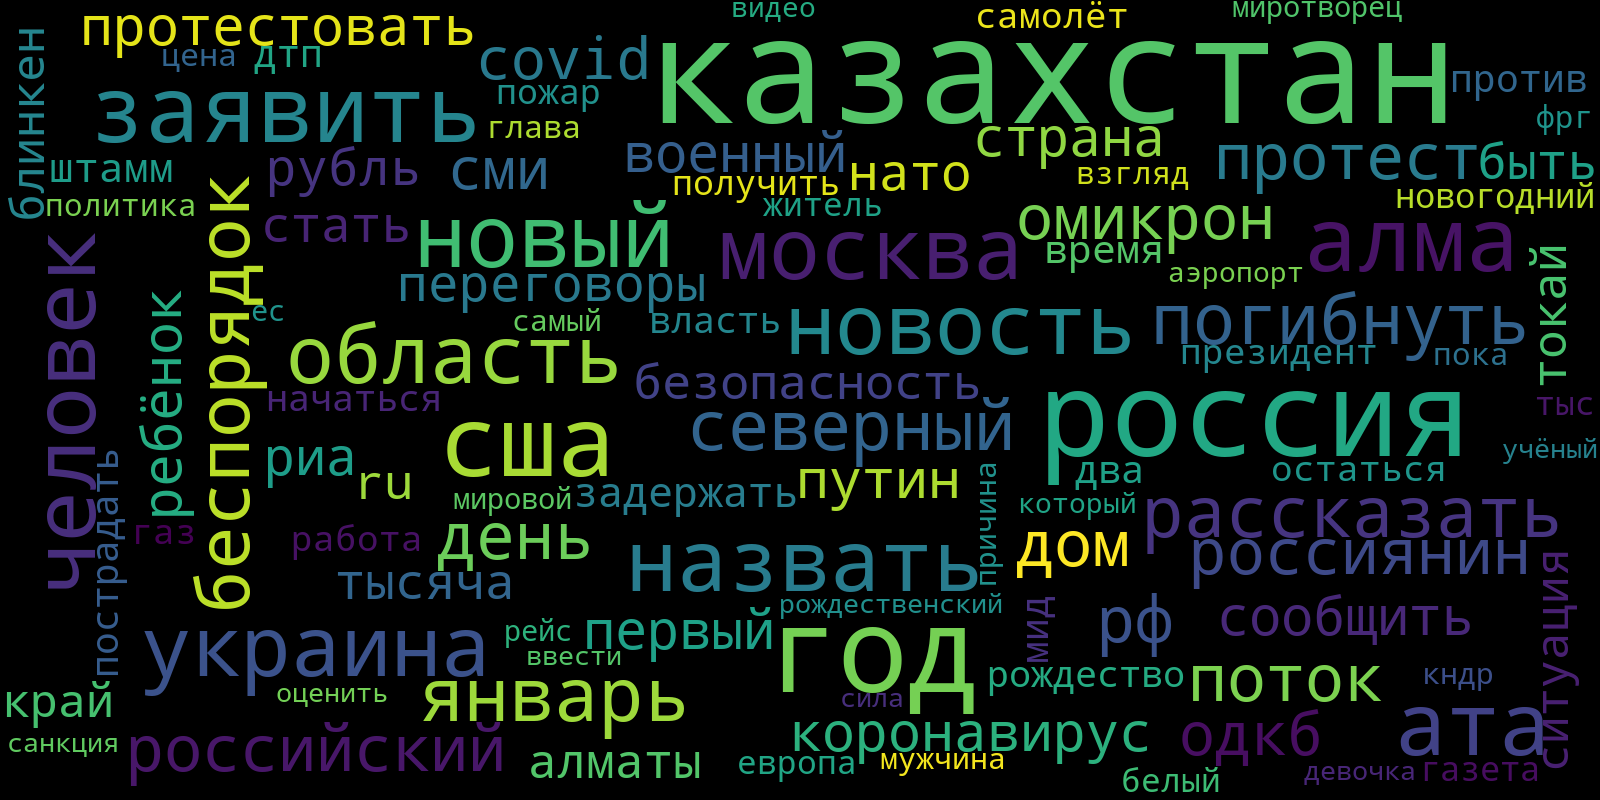 видео
самолёт
миротворец
протестовать
казахстан
covid
цена
дтп
против
блинкен
заявить
пожар
глава
фрг
страна
военный
протест
быть
штамм
рубль
сми
нато
взгляд
получить
новогодний
политика
житель
стать
новый
москва
омикрон
алма
время
токай
человек
беспорядок
переговоры
аэропорт
ребёнок
ес
самый
власть
новость
погибнуть
область
президент
пока
безопасность
начаться
россия
тыс
северный
сша
риа
учёный
ru
мировой
задержать
путин
два
остаться
причина
который
рассказать
пострадать
газ
работа
день
назвать
дом
россиянин
тысяча
ситуация
рождественский
мид
рф
сообщить
украина
рейс
первый
год
ввести
рождество
поток
кндр
край
оценить
январь
сила
ата
санкция
российский
алматы
коронавирус
одкб
европа
мужчина
белый
девочка
газета